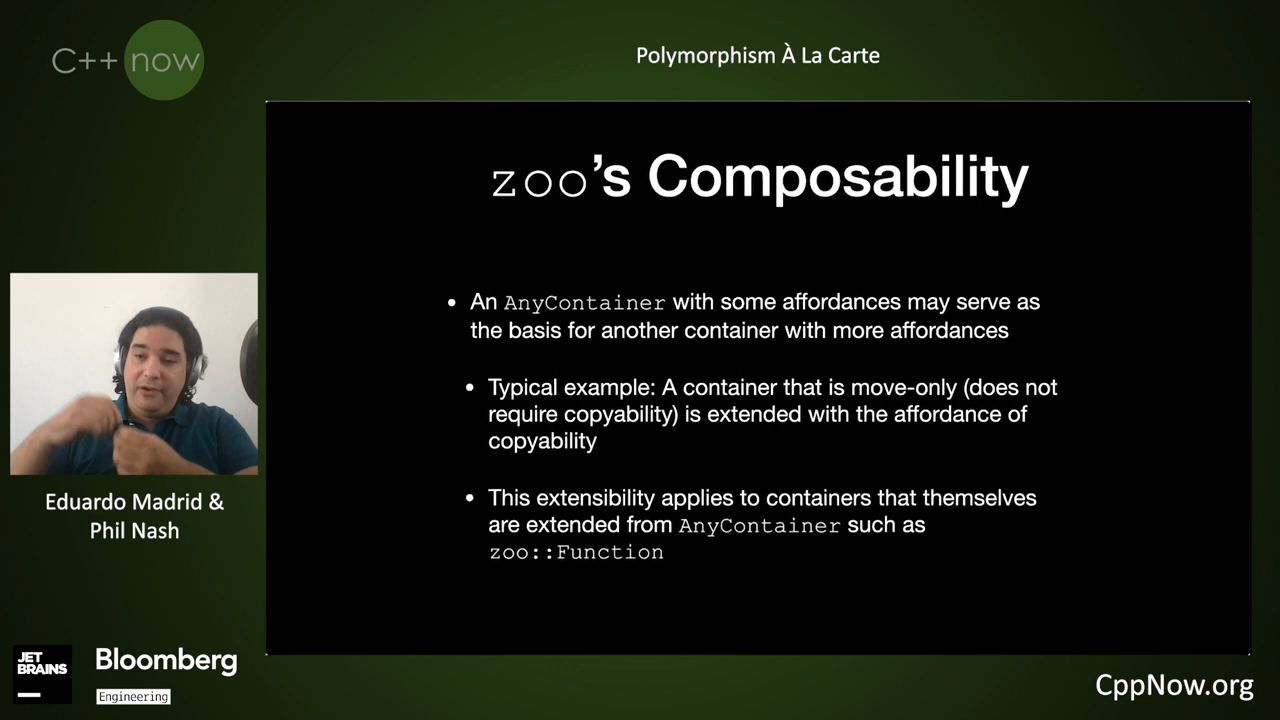 C++ now
Polymorphism À La Carte
zoo's Composability
• An AnyContainer with some affordances may serve as
the basis for another container with more affordances
• Typical example: A container that is move-only (does not
require copyability) is extended with the affordance of
copyability
• This extensibility applies to containers that themselves
are extended from AnyContainer such as
zoo::Function
Eduardo Madrid &
Phil Nash
JET
BRAINS
Bloomberg
Engineering
CppNow.org